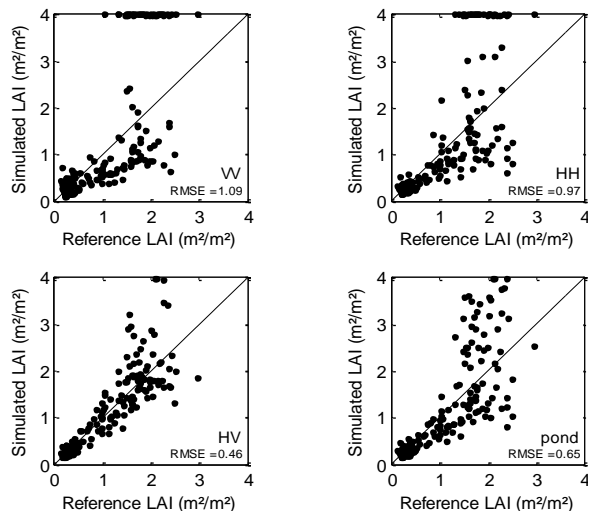 4
3
2
1
0
Simulated LAI (m²/m²)
VV
RMSE =1.09
0 1 2 3 4
Reference LAI (m²/m²)
4
3
2
1
0
Simulated LAI (m²/m²)
HH
RMSE =0.97
0 1 2 3 4
Reference LAI (m²/m²)
4
3
2
1
0
Simulated LAI (m²/m²)
HV
RMSE =0.46
0 1 2 3 4
Reference LAI (m²/m²)
4
3
2
1
0
Simulated LAI (m²/m²)
pond
RMSE =0.65
0 1 2 3 4
Reference LAI (m²/m²)